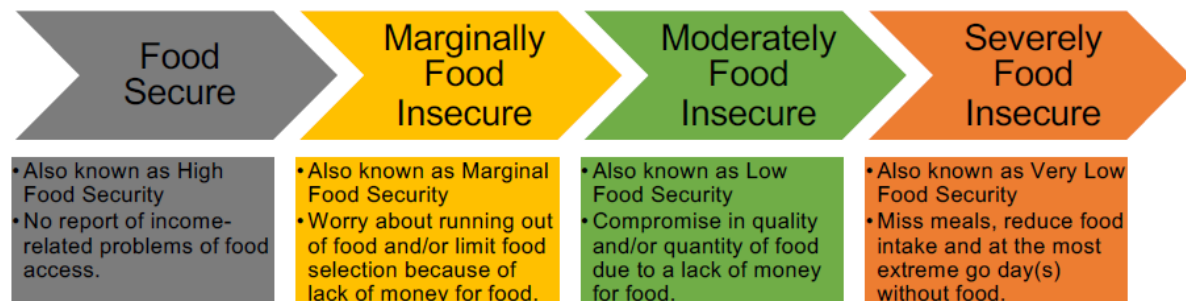 Food
Secure
Marginally
Food
Insecure
Moderately
Food
Insecure
Severely
Food
Insecure
• Also known as High
Food Security
• No report of income-
related problems of food
access.
• Also known as Marginal
Food Security
• Worry about running out
of food and/or limit food
selection because of
lack of money for food.
• Also known as Low
Food Security
• Compromise in quality
and/or quantity of food
due to a lack of money
for food.
• Also known as Very Low
Food Security
• Miss meals, reduce food
intake and at the most
extreme go day(s)
without food.